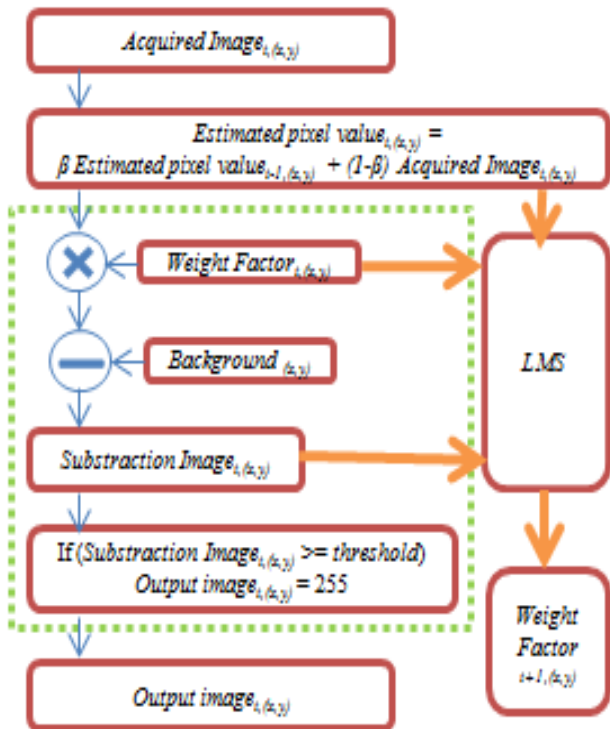 Acquired Image t, (x, y)
Estimated pixel value t, (x, y) =
β Estimated pixel value t-1, (x, y) + (1-β) Acquired Image t, (x, y)
Weight Factor t, (x, y)
Background (x, y)
LMS
Substraction Image t, (x, y)
If (Substraction Image t, (x, y) >= threshold)
Output image t, (x, y) = 255
Weight
Factor
t+1, (x, y)
Output image t, (x, y)